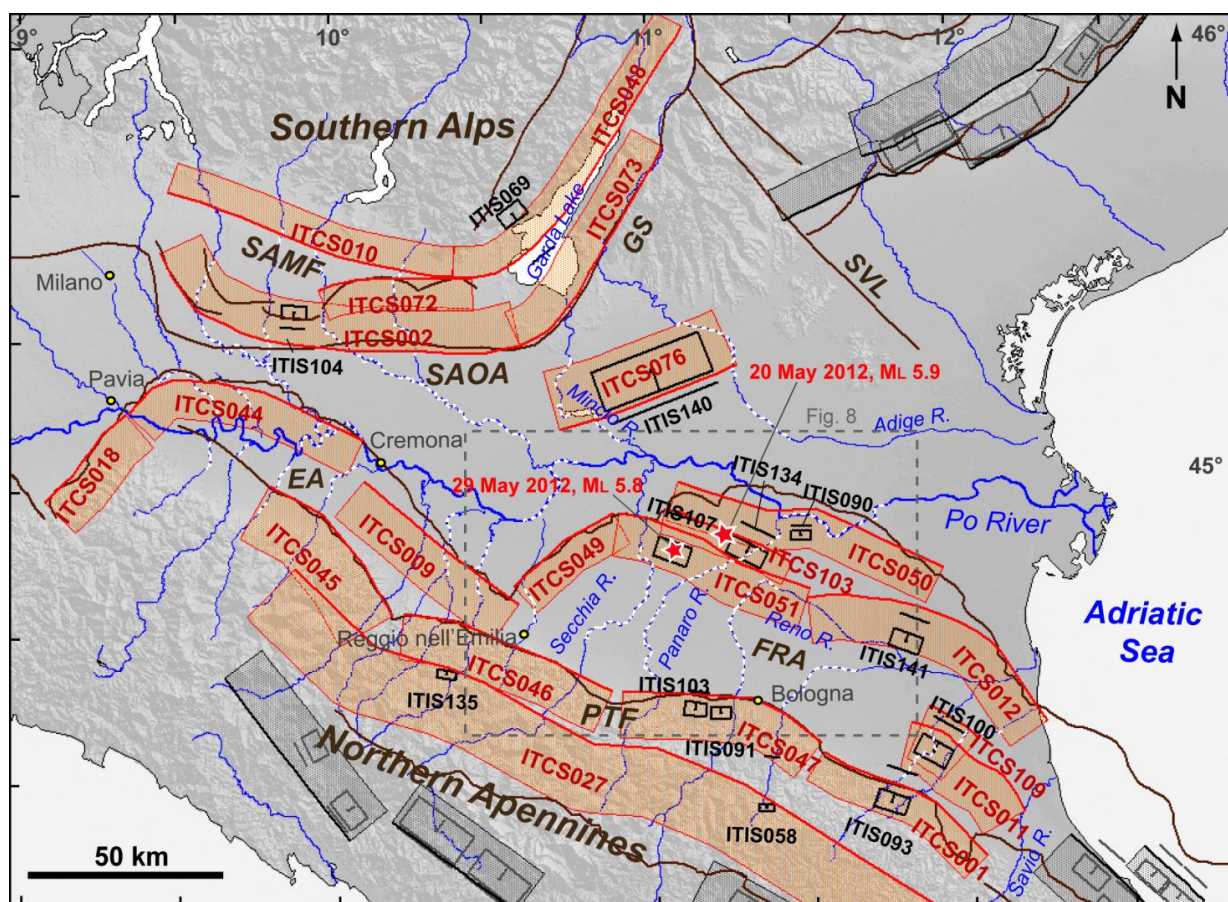 9°
10°
11°
12°
46°
N
Southern Alps
ITCS048
ITIS069
Garda Lake
ITCS073
GS
ITCS010
SAMF
SVL
Milano
ITCS072
ITCS002
ITIS104
SAOA
ITCS076
ITIS140
Mincio R.
20 May 2012, ML 5.9
Fig. 8
Adige R.
Pavia
ITCS044
Cremona
45°
ITCS018
EA
29 May 2012, ML 5.8
ITIS134
ITIS090
ITIS107
Po River
ITCS009
ITCS049
ITCS103
ITCS050
ITCS045
ITCS051
Secchia R.
Panaro R.
Reno R.
Adriatic
Sea
Reggio nell'Emilia
FRA
ITIS141
ITCS012
ITCS046
ITIS103
Bologna
ITIS135
PTF
ITIS100
ITIS091
ITCS047
ITCS109
Northern Apennines
ITCS027
ITCS011
ITIS058
ITIS093
ITCS001
Savio R.
50 km